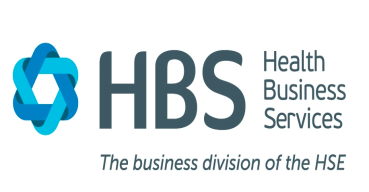 HBS
Health
Business
Services
The business division of the HSE